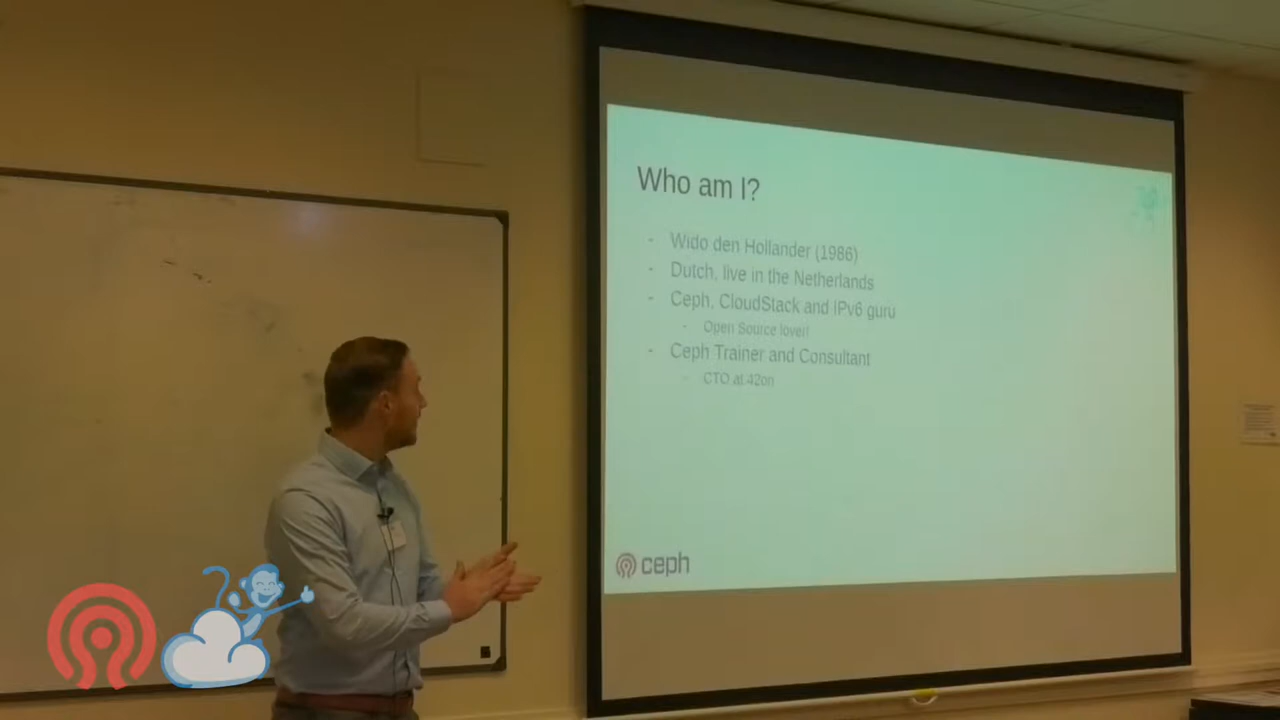 Who am I?
- Wido den Hollander (1986)
- Dutch, live in the Netherlands
- Ceph, CloudStack and IPv6 guru
- Open Source lover!
- Ceph Trainer and Consultant
- CTO at 42on
ceph